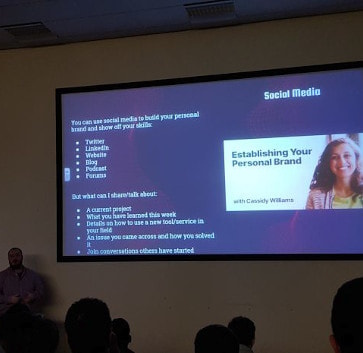 Social Media
You can use social media to build your personal
brand and show off your skills:
● Twitter
● LinkedIn
● Website
● Blog
● Podcast
● Forums
But what can I share/talk about:
● A current project
● What you have learned this week
● Details on how to use a new tool/service in
your field
● An issue you came across and how you solved
it
● Join conversations others have started
Establishing Your
Personal Brand
with Cassidy Williams